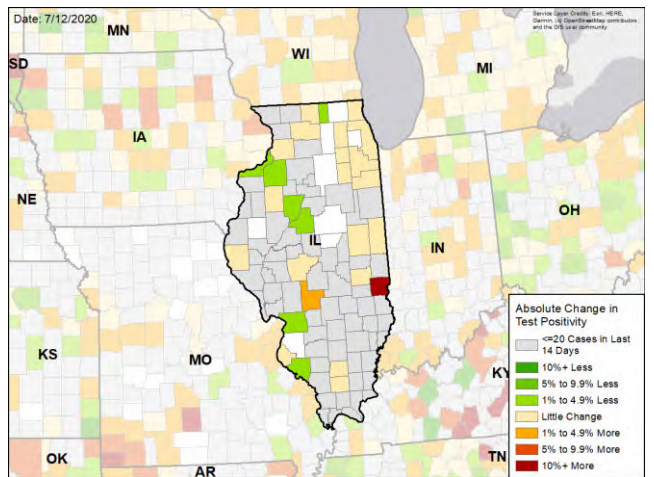 Date: 7/12/2020
Service Layer Credits: Esri, HERE,
Garmin, (c) OpenStreetMap contributors,
and the GIS user community
MN
WI
SD
MI
IA
NE
OH
IL
IN
KS
MO
KY
OK
AR
TN
Absolute Change in
Test Positivity
<=20 Cases in Last
14 Days
10%+ Less
5% to 9.9% Less
1% to 4.9% Less
Little Change
1% to 4.9% More
5% to 9.9% More
10%+ More